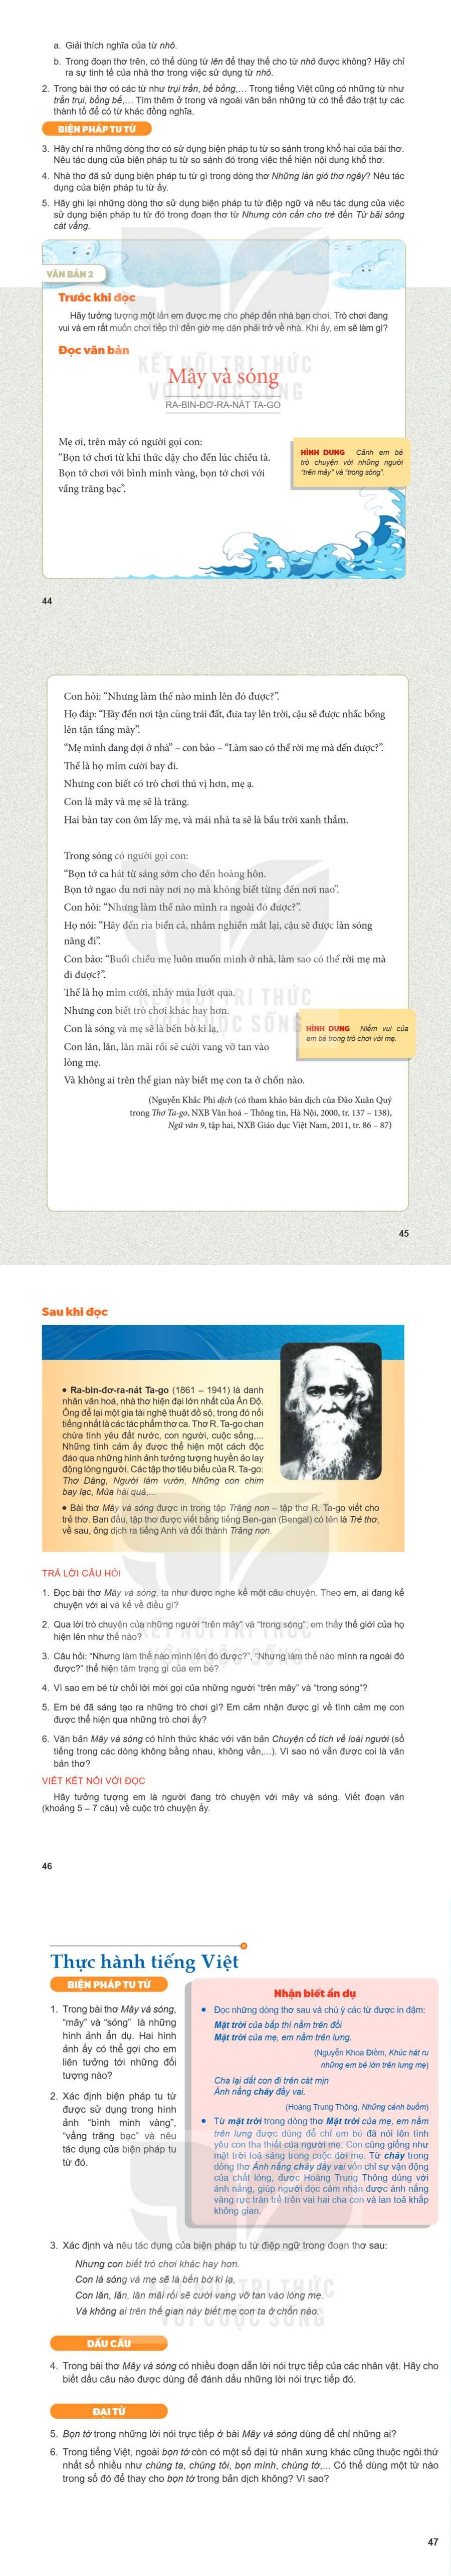 a. Giải thích nghĩa của từ nhô.
b. Trong đoạn thơ trên, có thể dùng từ lên để thay thế cho từ nhô được không? Hãy chỉ
ra sự tinh tế của nhà thơ trong việc sử dụng từ nhô.
2. Trong bài thơ có các từ như trụi trần, bế bồng,... Trong tiếng Việt cũng có những từ như
trần trụi, bồng bế,... Tìm thêm ở trong và ngoài văn bản những từ có thể đảo trật tự các
thành tố để có từ khác đồng nghĩa.
BIỆN PHÁP TU TỪ
3. Hãy chỉ ra những dòng thơ có sử dụng biện pháp tu từ so sánh trong khổ hai của bài thơ.
Nêu tác dụng của biện pháp tu từ so sánh đó trong việc thể hiện nội dung khổ thơ.
4. Nhà thơ đã sử dụng biện pháp tu từ gì trong dòng thơ Những làn gió thơ ngây? Nêu tác
dụng của biện pháp tu từ ấy.
5. Hãy ghi lại những dòng thơ sử dụng biện pháp tu từ điệp ngữ và nêu tác dụng của việc
sử dụng biện pháp tu từ đó trong đoạn thơ từ Nhưng còn cần cho trẻ đến Từ bãi sông
cát vắng.
VĂN BẢN 2
Trước khi đọc
Hãy tưởng tượng một lần em được mẹ cho phép đến nhà bạn chơi. Trò chơi đang
vui và em rất muốn chơi tiếp thì đến giờ mẹ dặn phải trở về nhà. Khi ấy, em sẽ làm gì?
Đọc văn bản
KẾT NỐI TRI THỨC
VỚI CUỘC SỐNG
Mây và sóng
RA-BIN-ĐƠ-RA-NÁT TA-GO
Mẹ ơi, trên mây có người gọi con:
"Bọn tớ chơi từ khi thức dậy cho đến lúc chiều tà.
Bọn tớ chơi với bình minh vàng, bọn tớ chơi với
vầng trăng bạc".
HÌNH DUNG Cảnh em bé
trò chuyện với những người
"trên mây" và "trong sóng".
44
Con hỏi: "Nhưng làm thế nào mình lên đó được?".
Họ đáp: "Hãy đến nơi tận cùng trái đất, đưa tay lên trời, cậu sẽ được nhấc bổng
lên tận tầng mây".
"Mẹ mình đang đợi ở nhà" – con bảo – "Làm sao có thể rời mẹ mà đến được?".
Thế là họ mỉm cười bay đi.
Nhưng con biết có trò chơi thú vị hơn, mẹ ạ.
Con là mây và mẹ sẽ là trăng.
Hai bàn tay con ôm lấy mẹ, và mái nhà ta sẽ là bầu trời xanh thẳm.
Trong sóng có người gọi con:
"Bọn tớ ca hát từ sáng sớm cho đến hoàng hôn.
Bọn tớ ngao du nơi này nơi nọ mà không biết từng đến nơi nao".
Con hỏi: "Nhưng làm thế nào mình ra ngoài đó được?".
Họ nói: "Hãy đến rìa biển cả, nhắm nghiền mắt lại, cậu sẽ được làn sóng
nâng đi".
Con bảo: "Buổi chiều mẹ luôn muốn mình ở nhà, làm sao có thể rời mẹ mà
đi được?".
Thế là họ mỉm cười, nhảy múa lướt qua.
KẾT NỐI TRI THỨC
Nhưng con biết trò chơi khác hay hơn.
Con là sóng và mẹ sẽ là bến bờ kì lạ,
VỚI CUỘC SỐNG
Con lăn, lăn, lăn mãi rồi sẽ cười vang vỡ tan vào
lòng mẹ.
HÌNH DUNG Niềm vui của
em bé trong trò chơi với mẹ.
Và không ai trên thế gian này biết mẹ con ta ở chốn nào.
(Nguyễn Khắc Phi dịch (có tham khảo bản dịch của Đào Xuân Quý
trong Thơ Ta-go, NXB Văn hoá – Thông tin, Hà Nội, 2000, tr. 137 – 138),
Ngữ văn 9, tập hai, NXB Giáo dục Việt Nam, 2011, tr. 86 – 87)
45
Sau khi đọc
• Ra-bin-đơ-ra-nát Ta-go (1861 – 1941) là danh
nhân văn hoá, nhà thơ hiện đại lớn nhất của Ấn Độ.
Ông để lại một gia tài nghệ thuật đồ sộ, trong đó nổi
tiếng nhất là các tác phẩm thơ ca. Thơ R. Ta-go chan
chứa tình yêu đất nước, con người, cuộc sống,...
Những tình cảm ấy được thể hiện một cách độc
đáo qua những hình ảnh tưởng tượng huyền ảo lay
động lòng người. Các tập thơ tiêu biểu của R. Ta-go:
Thơ Dâng, Người làm vườn, Những con chim
bay lạc, Mùa hái quả,...
• Bài thơ Mây và sóng được in trong tập Trăng non – tập thơ R. Ta-go viết cho
trẻ thơ. Ban đầu, tập thơ được viết bằng tiếng Ben-gan (Bengal) có tên là Trẻ thơ,
về sau, ông dịch ra tiếng Anh và đổi thành Trăng non.
TRẢ LỜI CÂU HỎI
1. Đọc bài thơ Mây và sóng, ta như được nghe kể một câu chuyện. Theo em, ai đang kể
chuyện với ai và kể về điều gì?
2. Qua lời trò chuyện của những người "trên mây" và "trong sóng", em thấy thế giới của họ
hiện lên như thế nào?
KẾT NỐI TRI THỨC
VỚI CUỘC SỐNG
3. Câu hỏi: "Nhưng làm thế nào mình lên đó được?", "Nhưng làm thế nào mình ra ngoài đó
được?" thể hiện tâm trạng gì của em bé?
4. Vì sao em bé từ chối lời mời gọi của những người "trên mây" và "trong sóng"?
5. Em bé đã sáng tạo ra những trò chơi gì? Em cảm nhận được gì về tình cảm mẹ con
được thể hiện qua những trò chơi ấy?
6. Văn bản Mây và sóng có hình thức khác với văn bản Chuyện cổ tích về loài người (số
tiếng trong các dòng không bằng nhau, không vần,...). Vì sao nó vẫn được coi là văn
bản thơ?
VIẾT KẾT NỐI VỚI ĐỌC
Hãy tưởng tượng em là người đang trò chuyện với mây và sóng. Viết đoạn văn
(khoảng 5 – 7 câu) về cuộc trò chuyện ấy.
46
Thực hành tiếng Việt
BIỆN PHÁP TU TỪ
1. Trong bài thơ Mây và sóng,
"mây" và "sóng" là những
hình ảnh ẩn dụ. Hai hình
ảnh ấy có thể gợi cho em
liên tưởng tới những đối
tượng nào?
2. Xác định biện pháp tu từ
được sử dụng trong hình
ảnh "bình minh vàng",
"vầng trăng bạc" và nêu
tác dụng của biện pháp tu
từ đó.
Nhận biết ẩn dụ
• Đọc những dòng thơ sau và chú ý các từ được in đậm:
Mặt trời của bắp thì nằm trên đồi
Mặt trời của mẹ, em nằm trên lưng.
(Nguyễn Khoa Điềm, Khúc hát ru
những em bé lớn trên lưng mẹ)
Cha lại dắt con đi trên cát mịn
Ánh nắng chảy đầy vai.
(Hoàng Trung Thông, Những cánh buồm)
• Từ mặt trời trong dòng thơ Mặt trời của mẹ, em nằm
trên lưng được dùng để chỉ em bé đã nói lên tình
yêu con tha thiết của người mẹ: Con cũng giống như
mặt trời toả sáng trong cuộc đời mẹ. Từ chảy trong
dòng thơ Ánh nắng chảy đầy vai vốn chỉ sự vận động
của chất lỏng, được Hoàng Trung Thông dùng với
ánh nắng, giúp người đọc cảm nhận được ánh nắng
vàng rực tràn trề trên vai hai cha con và lan toả khắp
không gian.
3. Xác định và nêu tác dụng của biện pháp tu từ điệp ngữ trong đoạn thơ sau:
Nhưng con biết trò chơi khác hay hơn.
Con là sóng và mẹ sẽ là bến bờ kì lạ,
Con lăn, lăn, lăn mãi rồi sẽ cười vang vỡ tan vào lòng mẹ.
Và không ai trên thế gian này biết mẹ con ta ở chốn nào.
KẾT NỐI TRI THỨC
VỚI CUỘC SỐNG
DẤU CÂU
4. Trong bài thơ Mây và sóng có nhiều đoạn dẫn lời nói trực tiếp của các nhân vật. Hãy cho
biết dấu câu nào được dùng để đánh dấu những lời nói trực tiếp đó.
ĐẠI TỪ
5. Bọn tớ trong những lời nói trực tiếp ở bài Mây và sóng dùng để chỉ những ai?
6. Trong tiếng Việt, ngoài bọn tớ còn có một số đại từ nhân xưng khác cũng thuộc ngôi thứ
nhất số nhiều như chúng ta, chúng tôi, bọn mình, chúng tớ,... Có thể dùng một từ nào
trong số đó để thay cho bọn tớ trong bản dịch không? Vì sao?
47